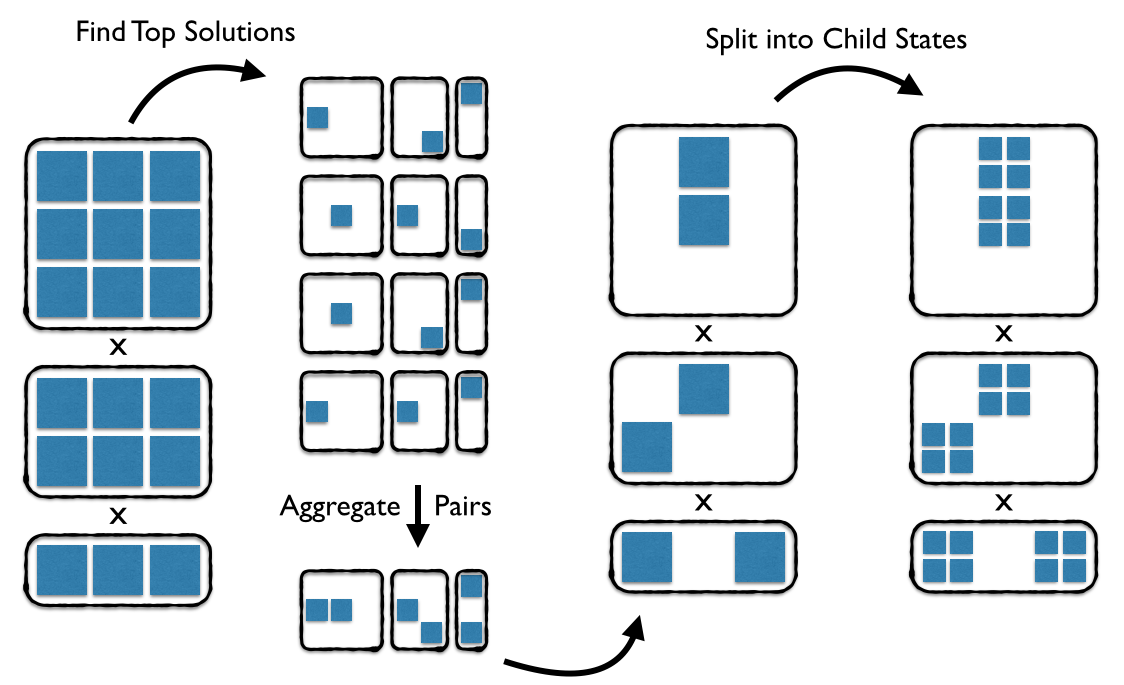 Find Top Solutions
Split into Child States
x
x
Aggregate Pairs
x
x
x
x